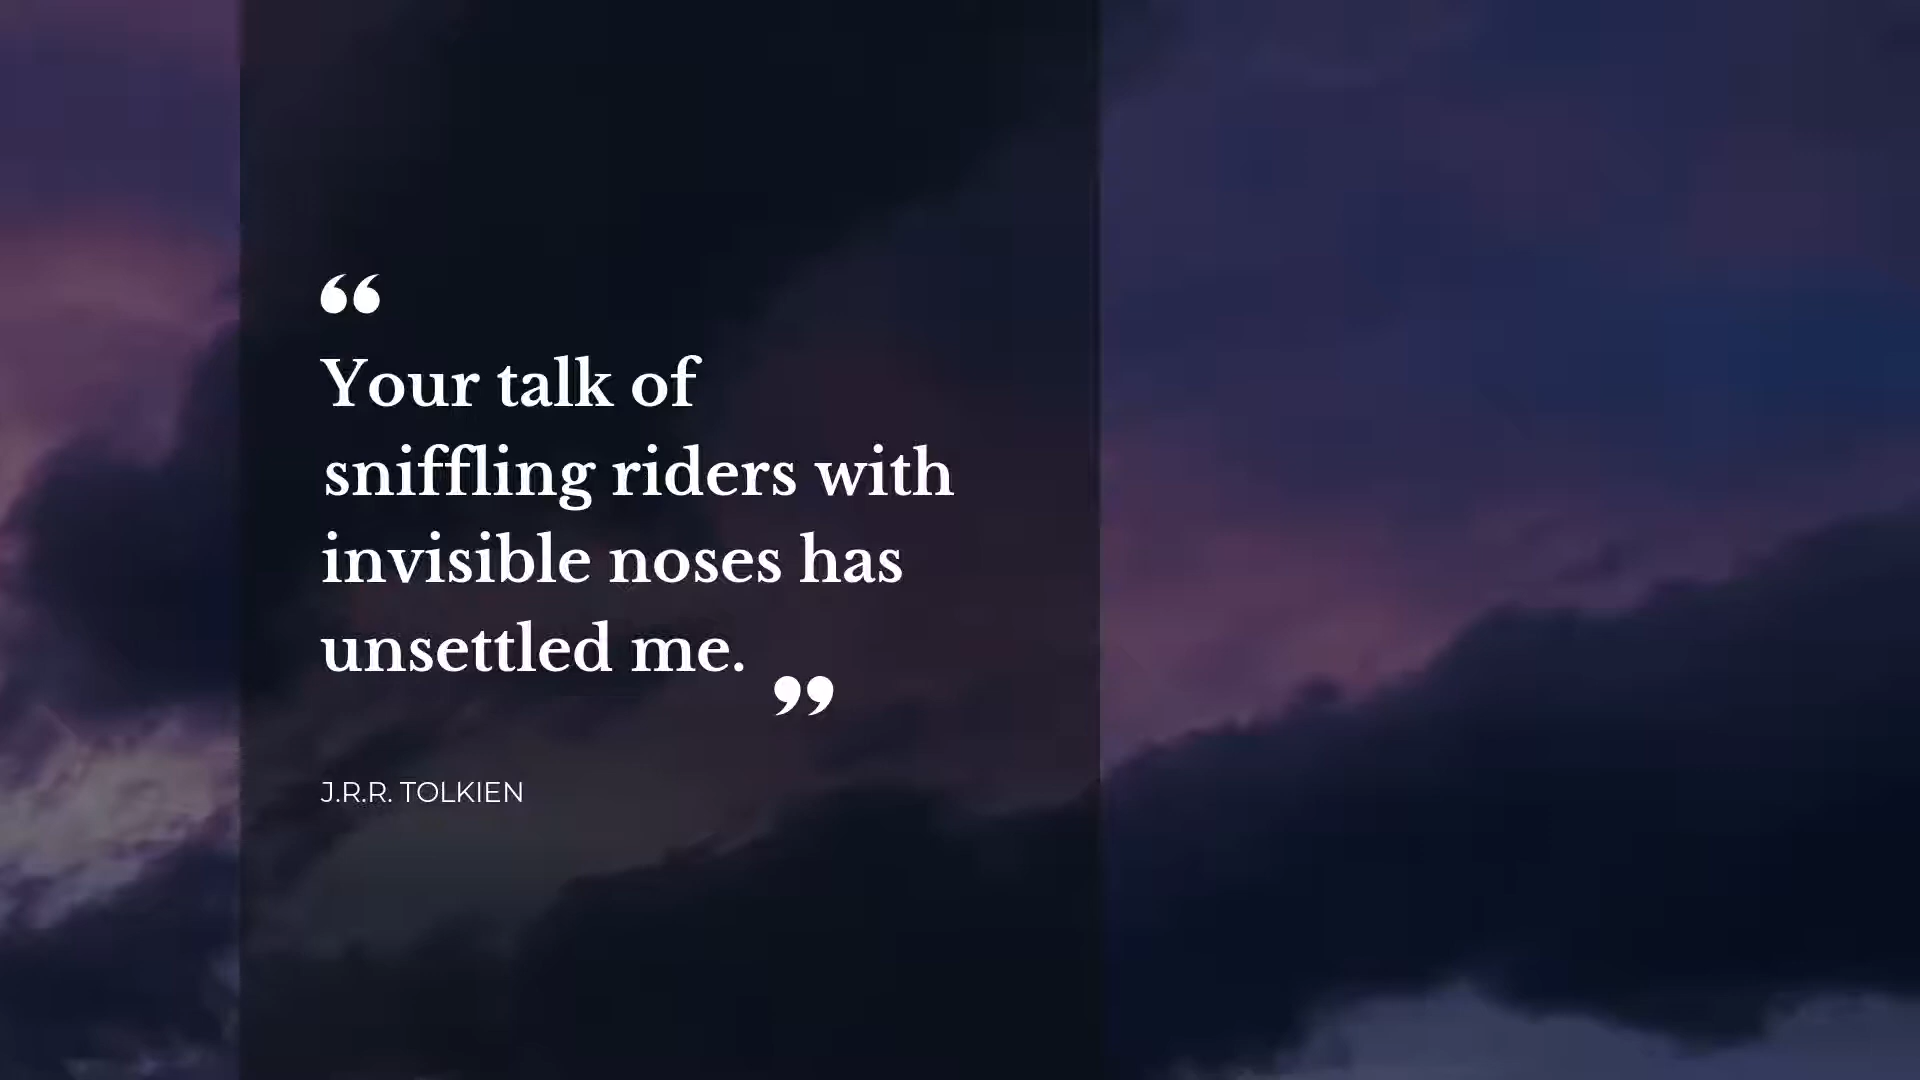 “
Your talk of
sniffling riders with
invisible noses has
unsettled me.
”
J.R.R. TOLKIEN